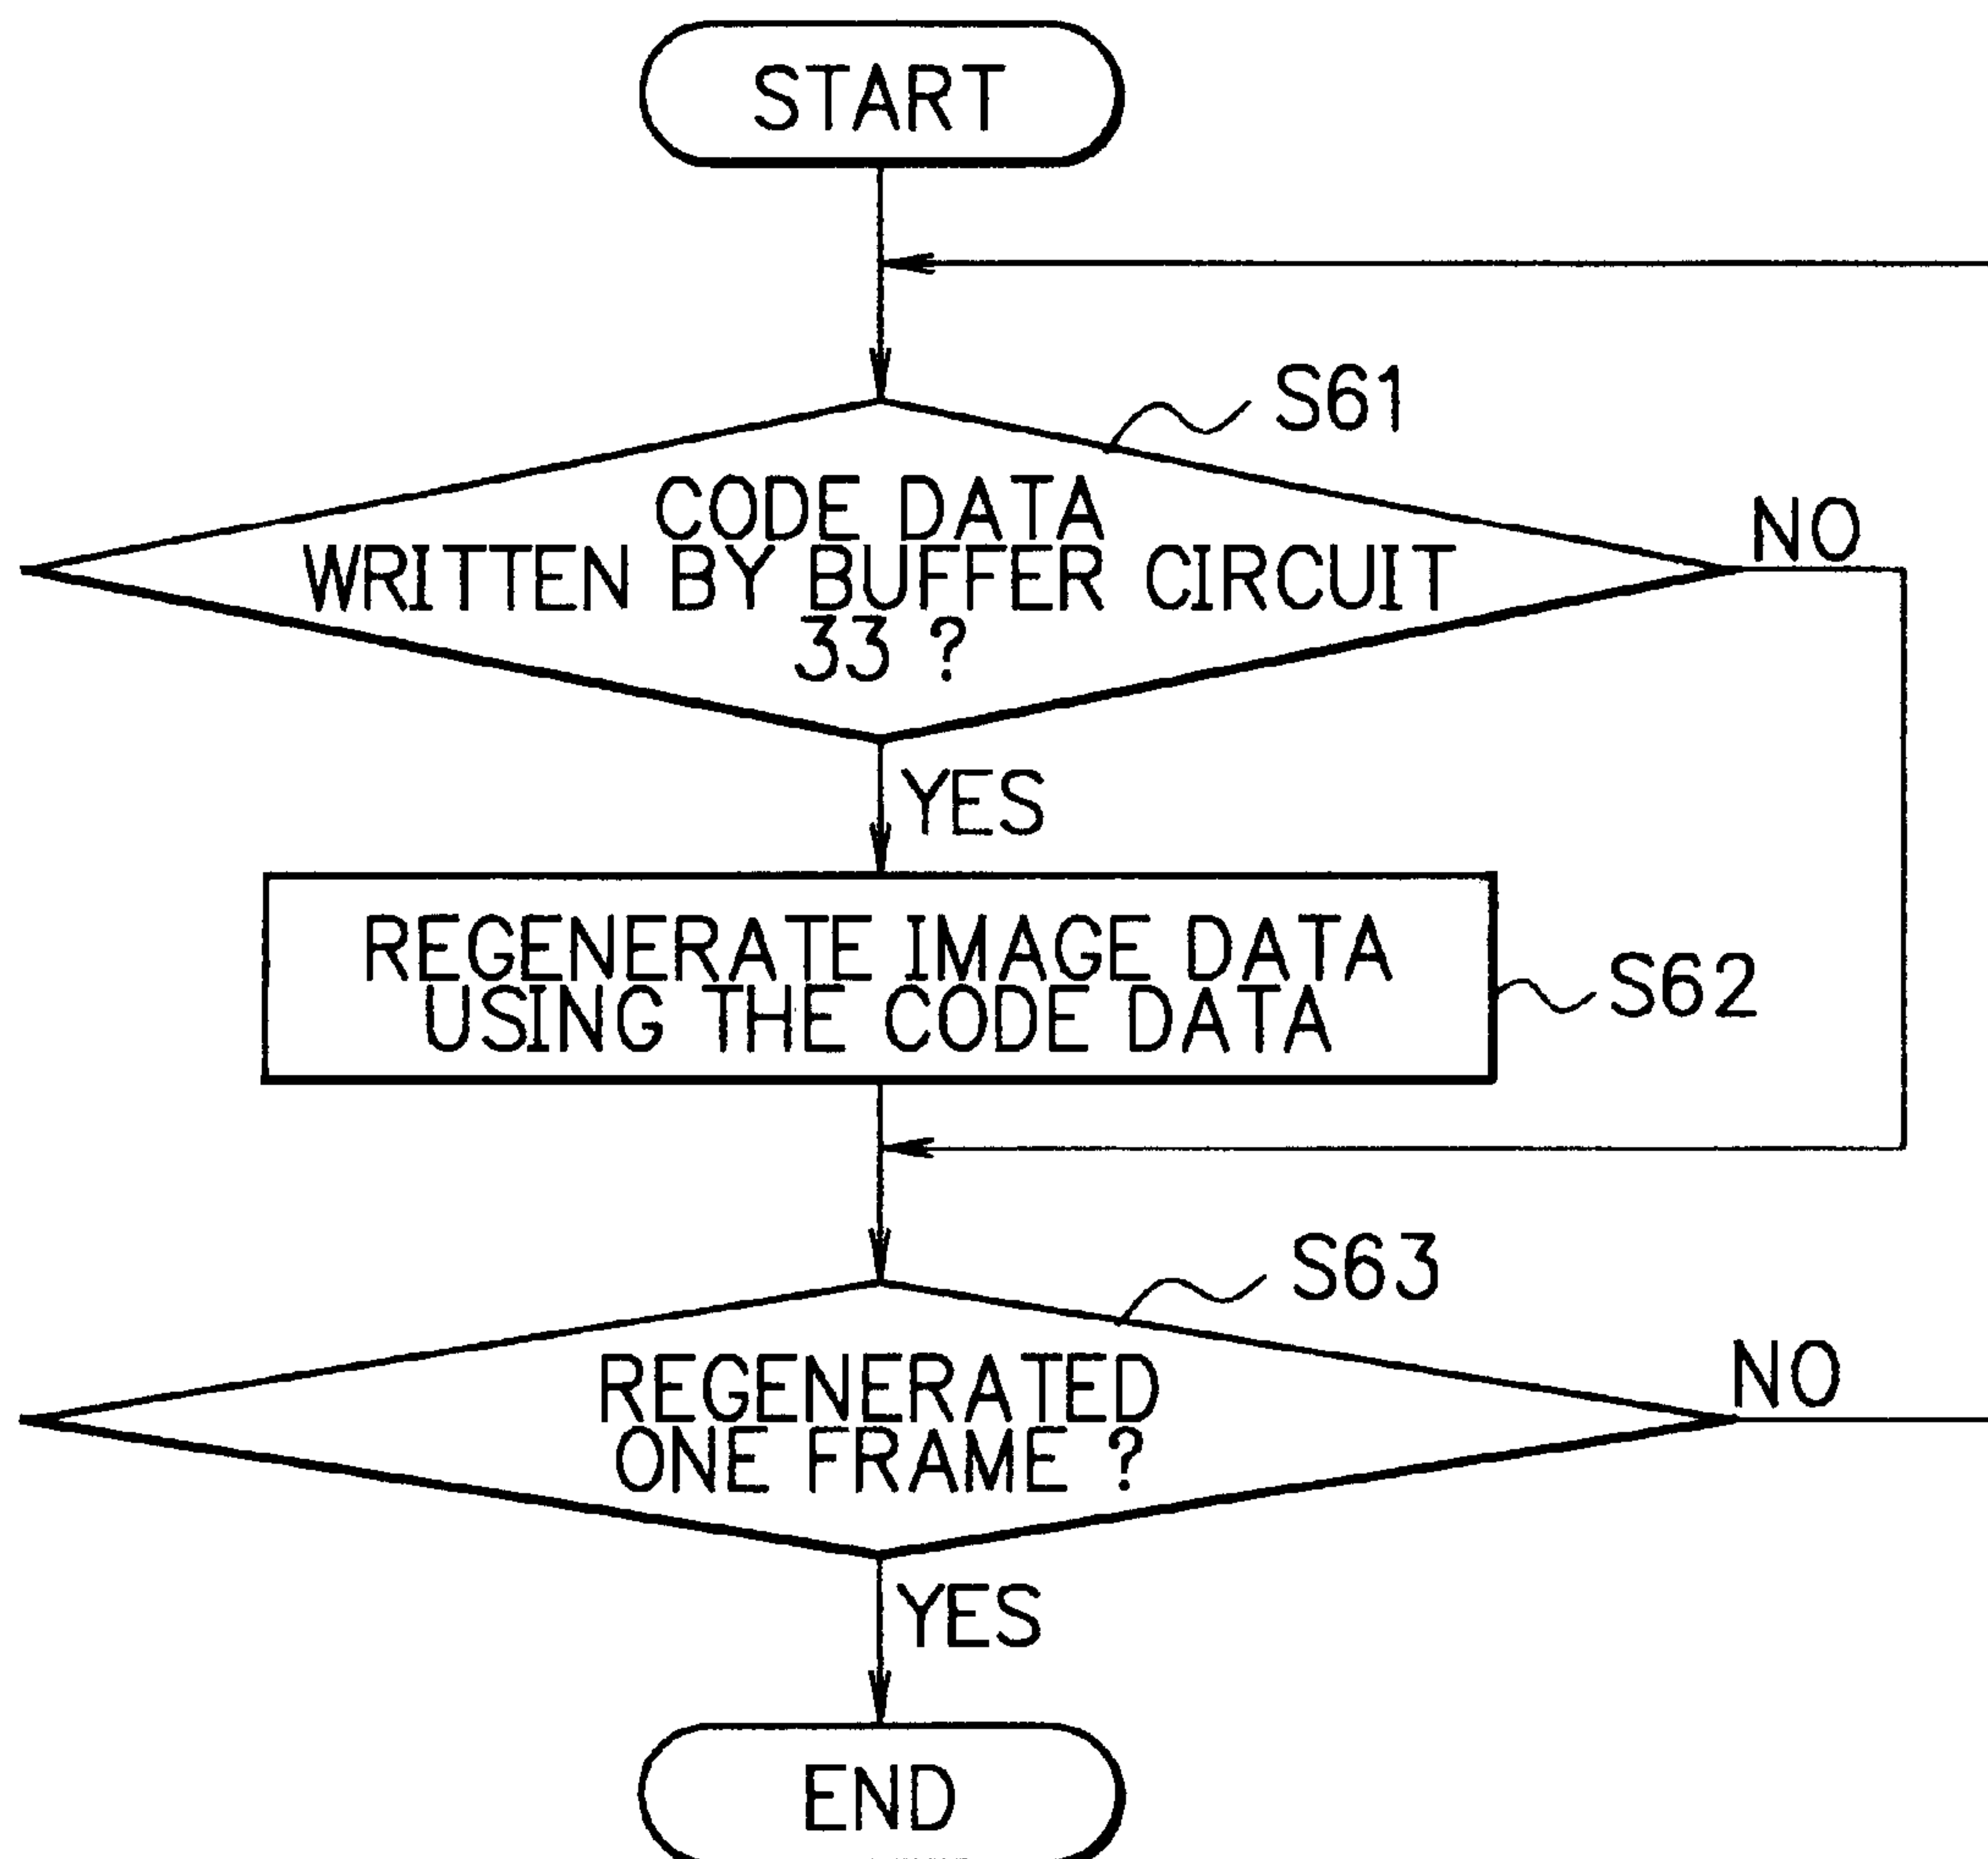 START
S61
CODE DATA
WRITTEN BY BUFFER CIRCUIT
33 ?
NO
YES
REGENERATE IMAGE DATA
USING THE CODE DATA
S62
S63
REGENERATED
ONE FRAME ?
NO
YES
END